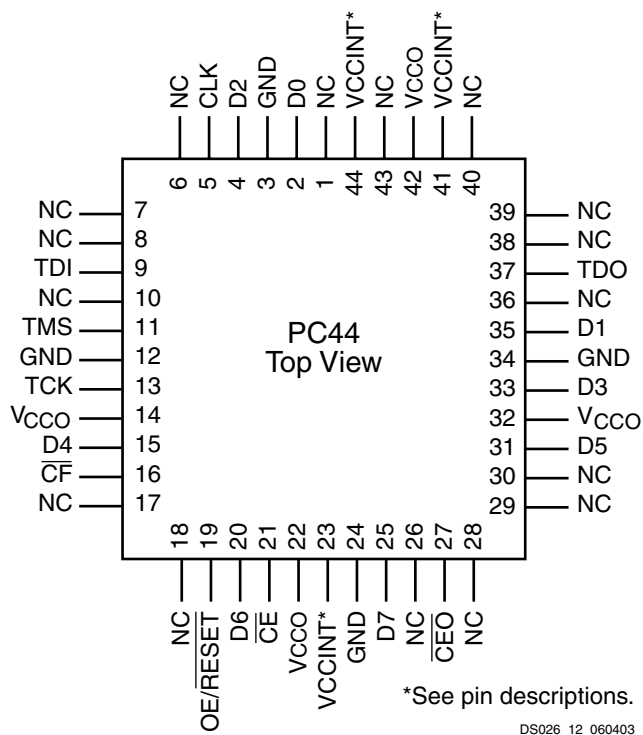 NC
CLK
D2
GND
D0
NC
VCCINT*
NC
VCCO
VCCINT*
NC
6
5
4
3
2
1
44
43
42
41
40
NC 7
NC 8
TDI 9
NC 10
TMS 11
GND 12
TCK 13
VCCO 14
D4 15
CF 16
NC 17
PC44
Top View
39 NC
38 NC
37 TDO
36 NC
35 D1
34 GND
33 D3
32 VCCO
31 D5
30 NC
29 NC
18
19
20
21
22
23
24
25
26
27
28
NC
OE/RESET
D6
CE
VCCO
VCCINT*
GND
D7
NC
CEO
NC
*See pin descriptions.
DS026_12_060403